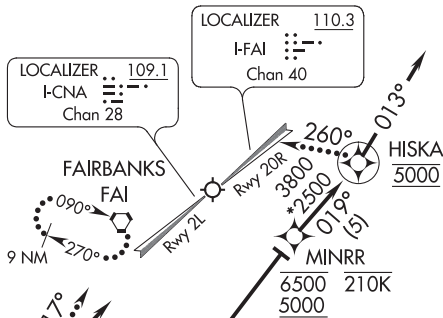 LOCALIZER 110.3
I-FAI
Chan 40
LOCALIZER 109.1
I-CNA
Chan 28
013°
260°
HISKA
5000
FAIRBANKS
FAI
Rwy 20R
3800
*2500
019°
(5)
090°
270°
9 NM
Rwy 2L
MINRR
6500 210K
5000
17°